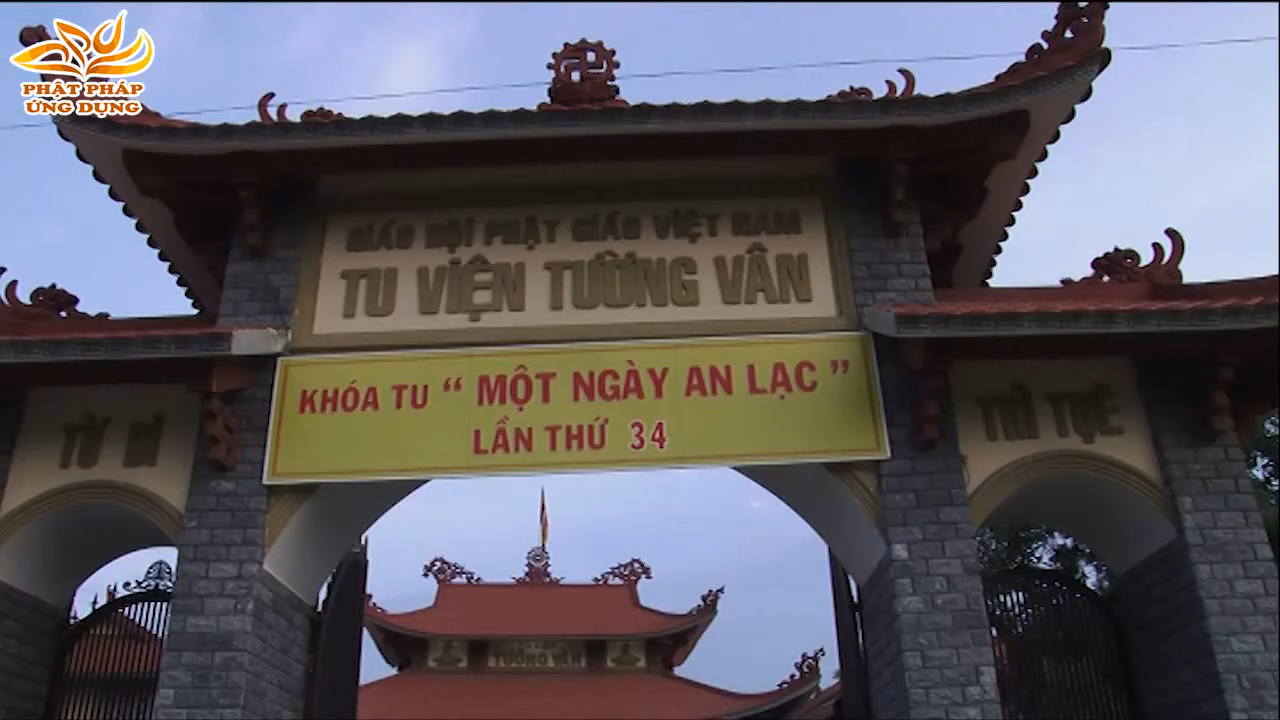 PHẬT PHÁP
ỨNG DỤNG
GIÁO HỘI PHẬT GIÁO VIỆT NAM
TU VIỆN TƯỜNG VÂN
KHÓA TU “ MỘT NGÀY AN LẠC ”
LẦN THỨ 34
TỪ BI
TRÍ TUỆ
TƯỜNG VÂN